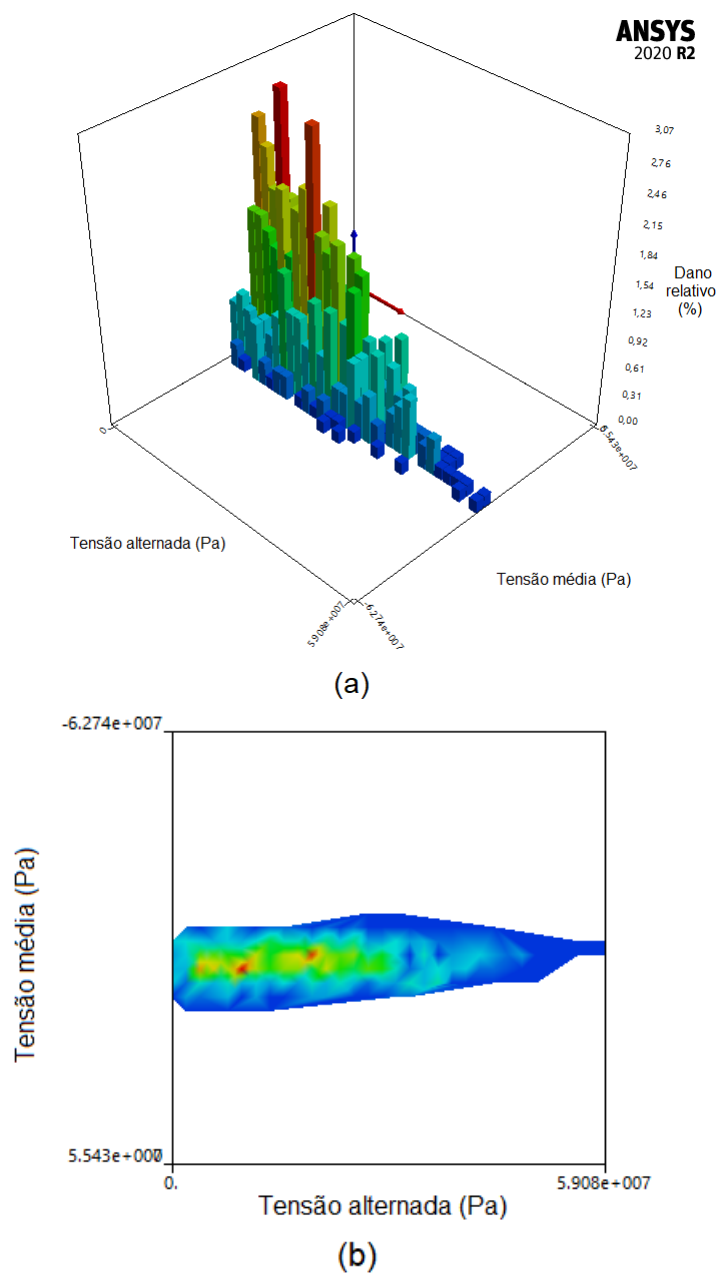 ANSYS
2020 R2
3,07
2,76
2,46
2,15
1,84
1,54
1,23
0,92
0,61
0,31
0,00
Dano
relativo
(%)
0
Tensão alternada (Pa)
Tensão média (Pa)
5.908e+007
-6.274e+007
(a)
-6.274e+007
Tensão média (Pa)
5.543e+000
0.
5.908e+007
Tensão alternada (Pa)
(b)